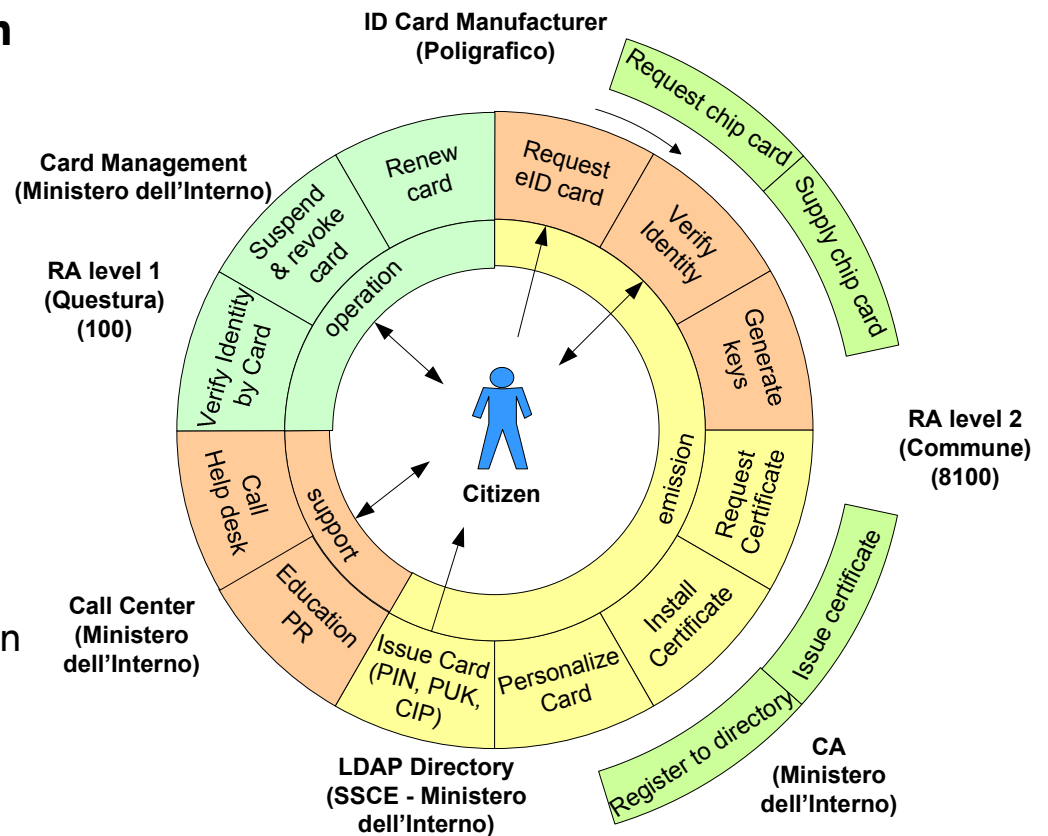 n
ID Card Manufacturer
(Poligrafico)
Request chip card
Supply chip card
Card Management
(Ministero dell'Interno)
RA level 1
(Questura)
(100)
Renew
card
Request
eID card
Suspend
& revoke
card
Verify
Identity
Verify Identity
by Card
Generate
keys
operation
RA level 2
(Commune)
(8100)
Citizen
emission
support
Call
Help desk
Request
Certificate
Education
PR
Install
Certificate
Issue Card
(PIN, PUK,
CIP)
Personalize
Card
Issue certificate
Register to directory
Call Center
(Ministero
dell'Interno)
n
LDAP Directory
(SSCE - Ministero
dell'Interno)
CA
(Ministero
dell'Interno)